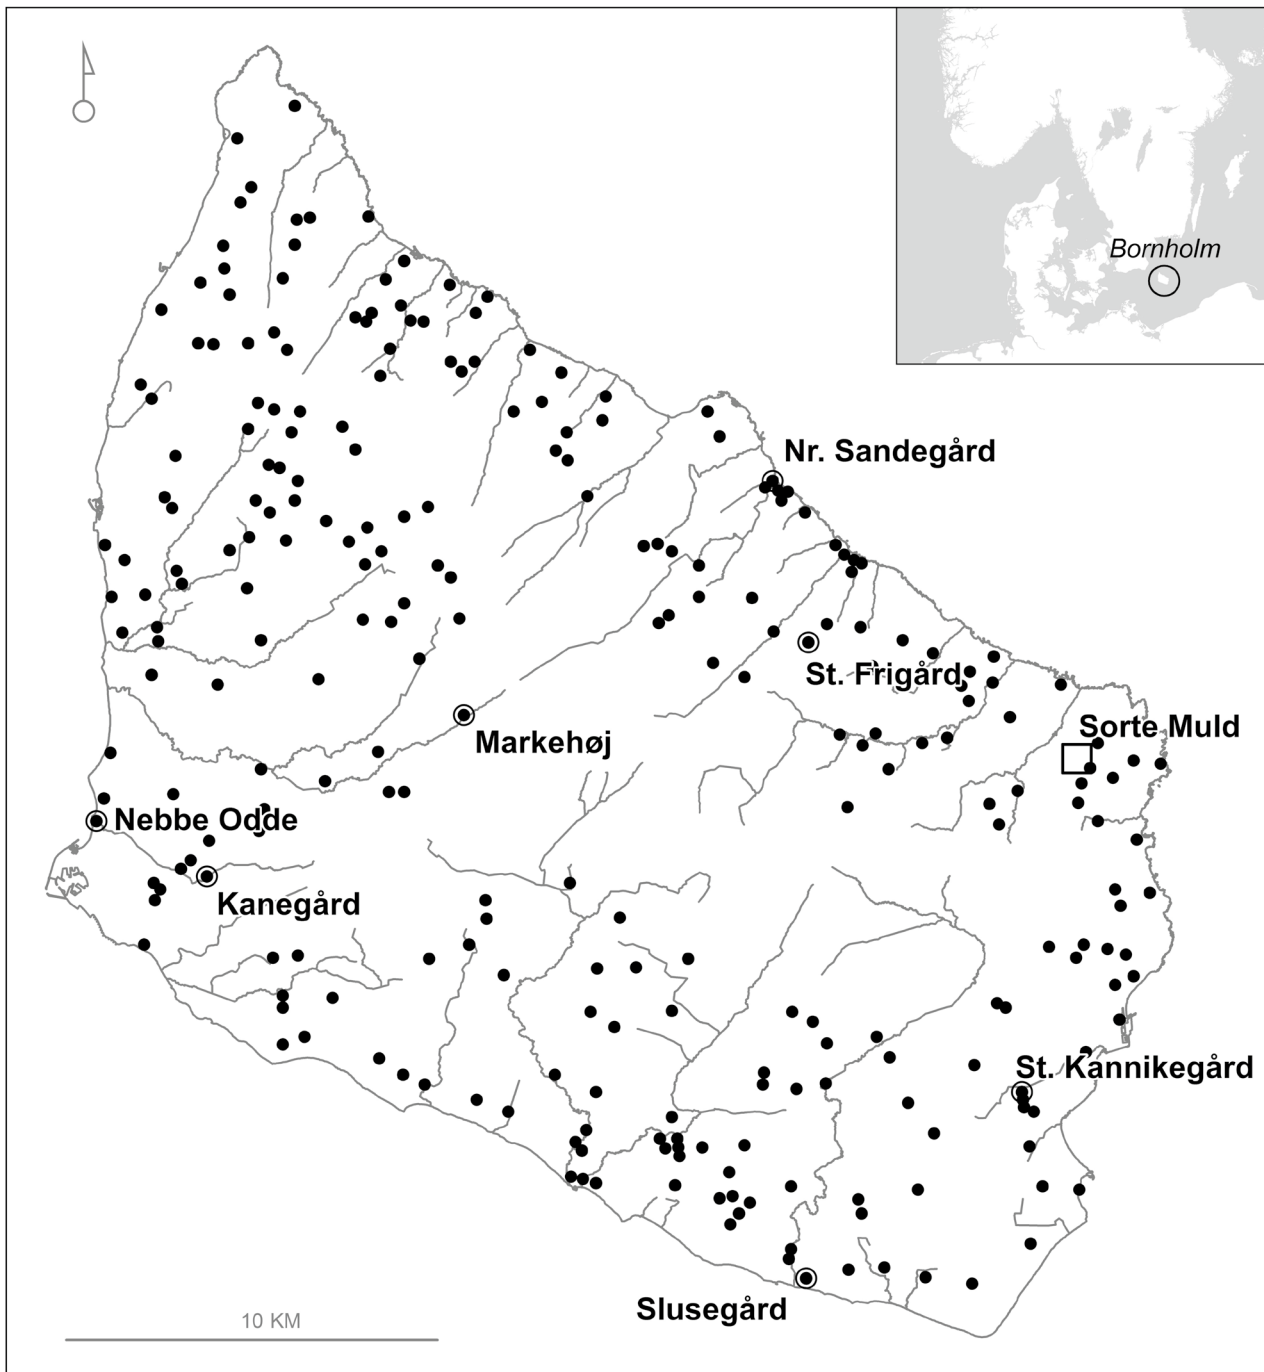 Bornholm
Nr. Sandegård
St. Frigård
Sorte Muld
Markehøj
Nebbe Odde
Kanegård
St. Kannikegård
Slusegård
10 KM